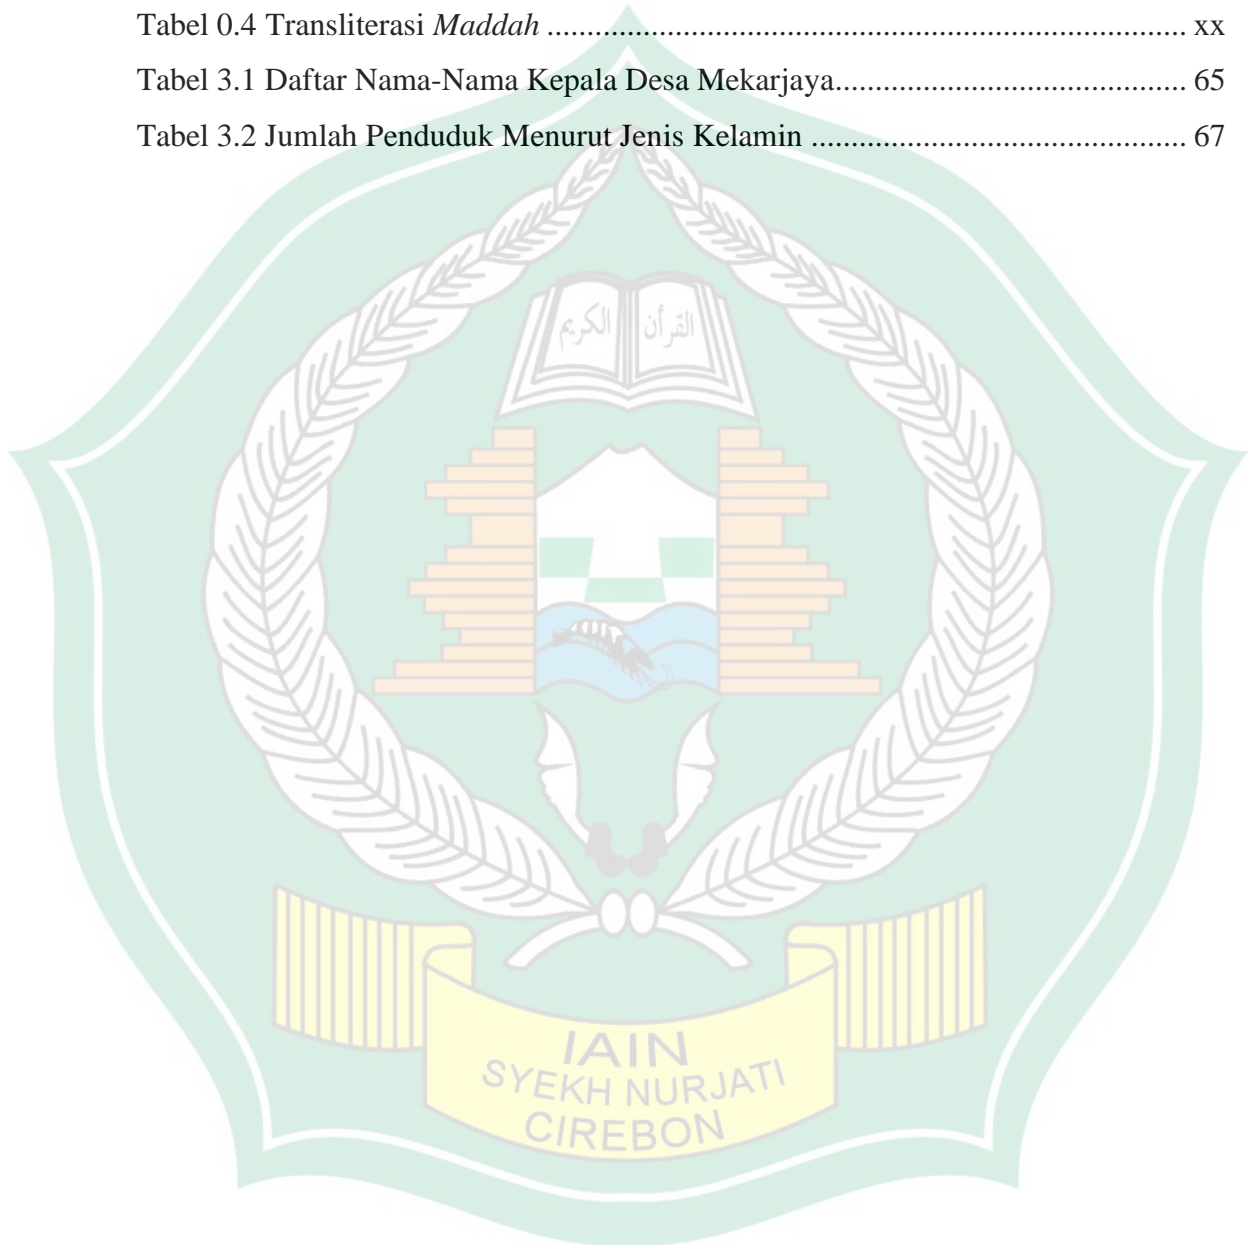 Tabel 0.4 Transliterasi Maddah ................................................................................ xx
Tabel 3.1 Daftar Nama-Nama Kepala Desa Mekarjaya............................................ 65
Tabel 3.2 Jumlah Penduduk Menurut Jenis Kelamin ............................................... 67
القرأن الكريم
IAIN
SYEKH NURJATI
CIREBON